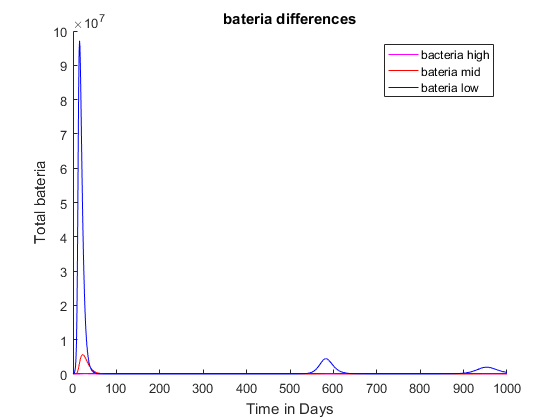 bateria differences
×10^7
10
9
8
7
6
5
4
3
2
1
0
Total bateria
bacteria high
bateria mid
bateria low
0 100 200 300 400 500 600 700 800 900 1000
Time in Days